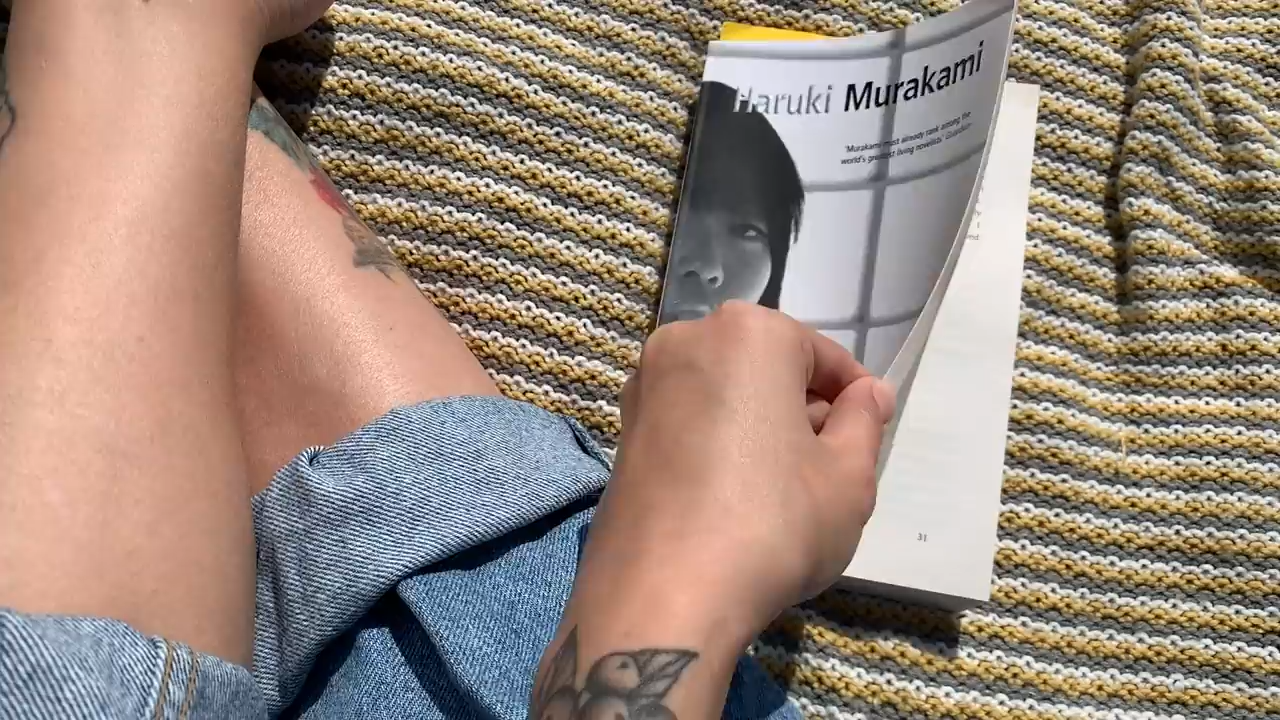 Haruki Murakami
'Murakami must already rank among the
world's greatest living novelists' Guardian
31